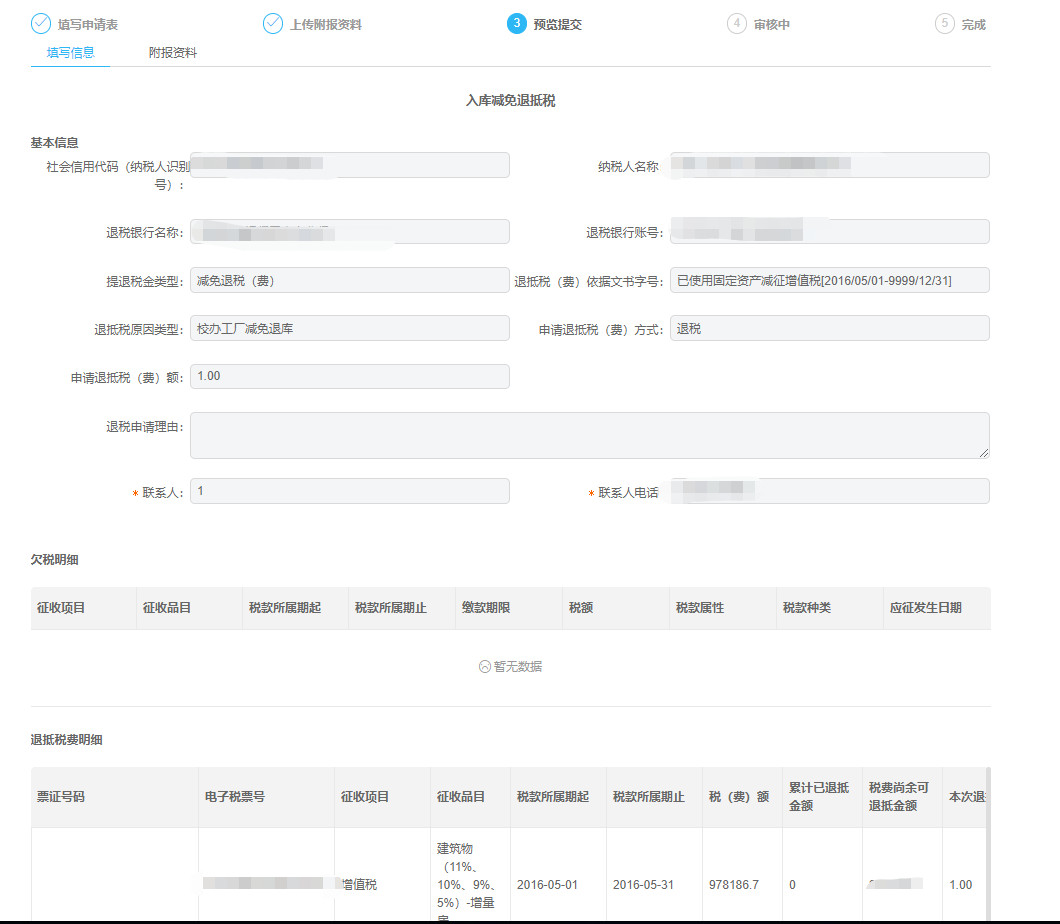 填写申请表
上传附报资料
3 预览提交
4 审核中
5 完成
填写信息 附报资料
入库减免退抵税
基本信息
社会信用代码（纳税人识别
号）:
纳税人名称
退税银行名称:
退税银行账号:
提退税金类型: 减免退税（费）
退抵税（费）依据文书字号: 已使用固定资产减征增值税[2016/05/01-9999/12/31]
退抵税原因类型: 校办工厂减免退库
申请退抵税（费）方式: 退税
申请退抵税（费）额: 1.00
退税申请理由:
* 联系人: 1
* 联系人电话
欠税明细
征收项目 征收品目 税款所属期起 税款所属期止 缴款期限 税额 税款属性 税款种类 应征发生日期
暂无数据
退抵税费明细
票证号码 电子税票号 征收项目 征收品目 税款所属期起 税款所属期止 税（费）额
累计已退抵
金额
税费尚余可
退抵金额
本次退
增值税
建筑物
（11%、
10%、9%、
5%）-增量
2016-05-01 2016-05-31 978186.7 0 1.00